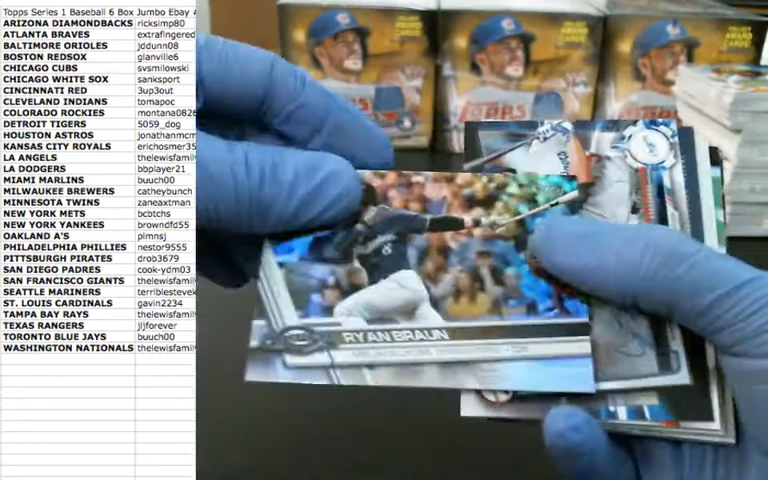 Topps Series 1 Baseball 6 Box Jumbo Ebay
ARIZONA DIAMONDBACKS ricksimp80
ATLANTA BRAVES extrafingered
BALTIMORE ORIOLES jddunn08
BOSTON REDSOX glanville6
CHICAGO CUBS svsmilowski
CHICAGO WHITE SOX sanksport
CINCINNATI RED 3up3out
CLEVELAND INDIANS tomapoc
COLORADO ROCKIES montana0826
DETROIT TIGERS 5059_dog
HOUSTON ASTROS jonathanmcm
KANSAS CITY ROYALS erichosmer35
LA ANGELS thelewisfamil
LA DODGERS bbplayer21
MIAMI MARLINS buuch00
MILWAUKEE BREWERS catheybunch
MINNESOTA TWINS zaneaxtman
NEW YORK METS bcbtchs
NEW YORK YANKEES browndfd55
OAKLAND A'S plmnsj
PHILADELPHIA PHILLIES nestor9555
PITTSBURGH PIRATES drob3679
SAN DIEGO PADRES cook-ydm03
SAN FRANCISCO GIANTS thelewisfamil
SEATTLE MARINERS terriblestevek
ST. LOUIS CARDINALS gavin2234
TAMPA BAY RAYS thelewisfamil
TEXAS RANGERS jljforever
TORONTO BLUE JAYS buuch00
WASHINGTON NATIONALS thelewisfamil
RYAN BRAUN